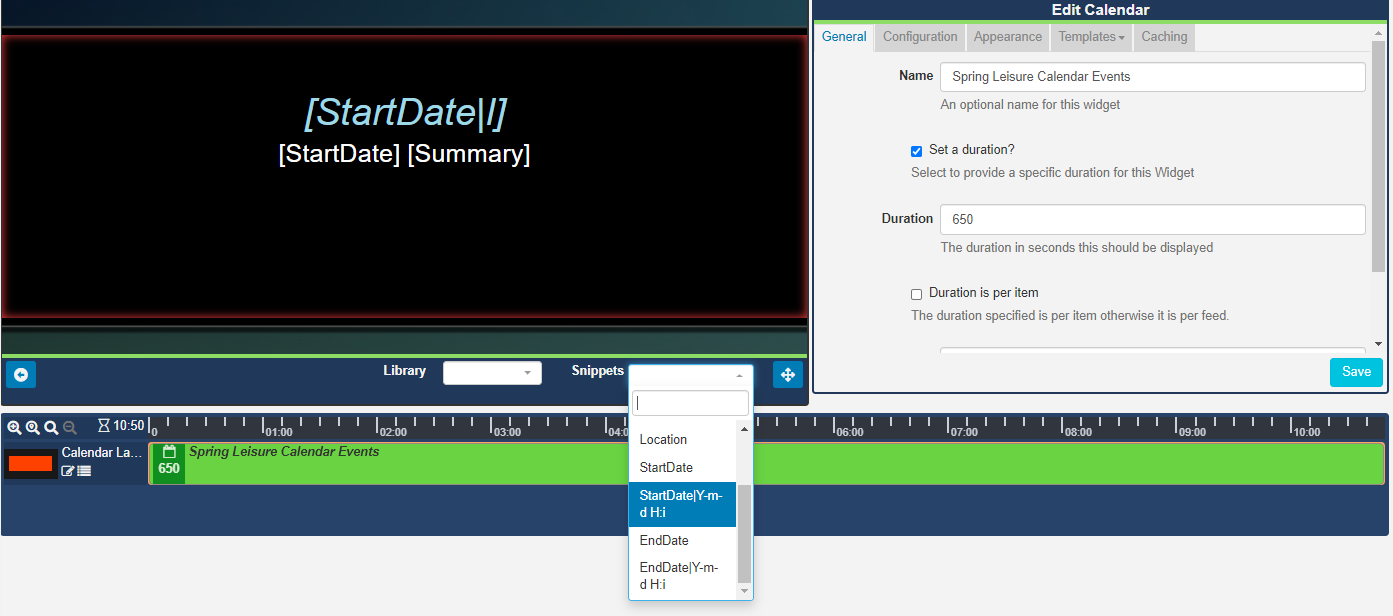 Edit Calendar
General Configuration Appearance Templates Caching
Name Spring Leisure Calendar Events
An optional name for this widget
Set a duration?
Select to provide a specific duration for this Widget
Duration 650
The duration in seconds this should be displayed
Duration is per item
The duration specified is per item otherwise it is per feed.
Save
[StartDate|l]
[StartDate] [Summary]
Library Snippets
Location
StartDate
StartDate|Y-m-
d H:i
EndDate
EndDate|Y-m-
d H:i
10:50 0 01:00 02:00 03:00 04:0 06:00 07:00 08:00 09:00 10:00
Calendar La...
650 Spring Leisure Calendar Events